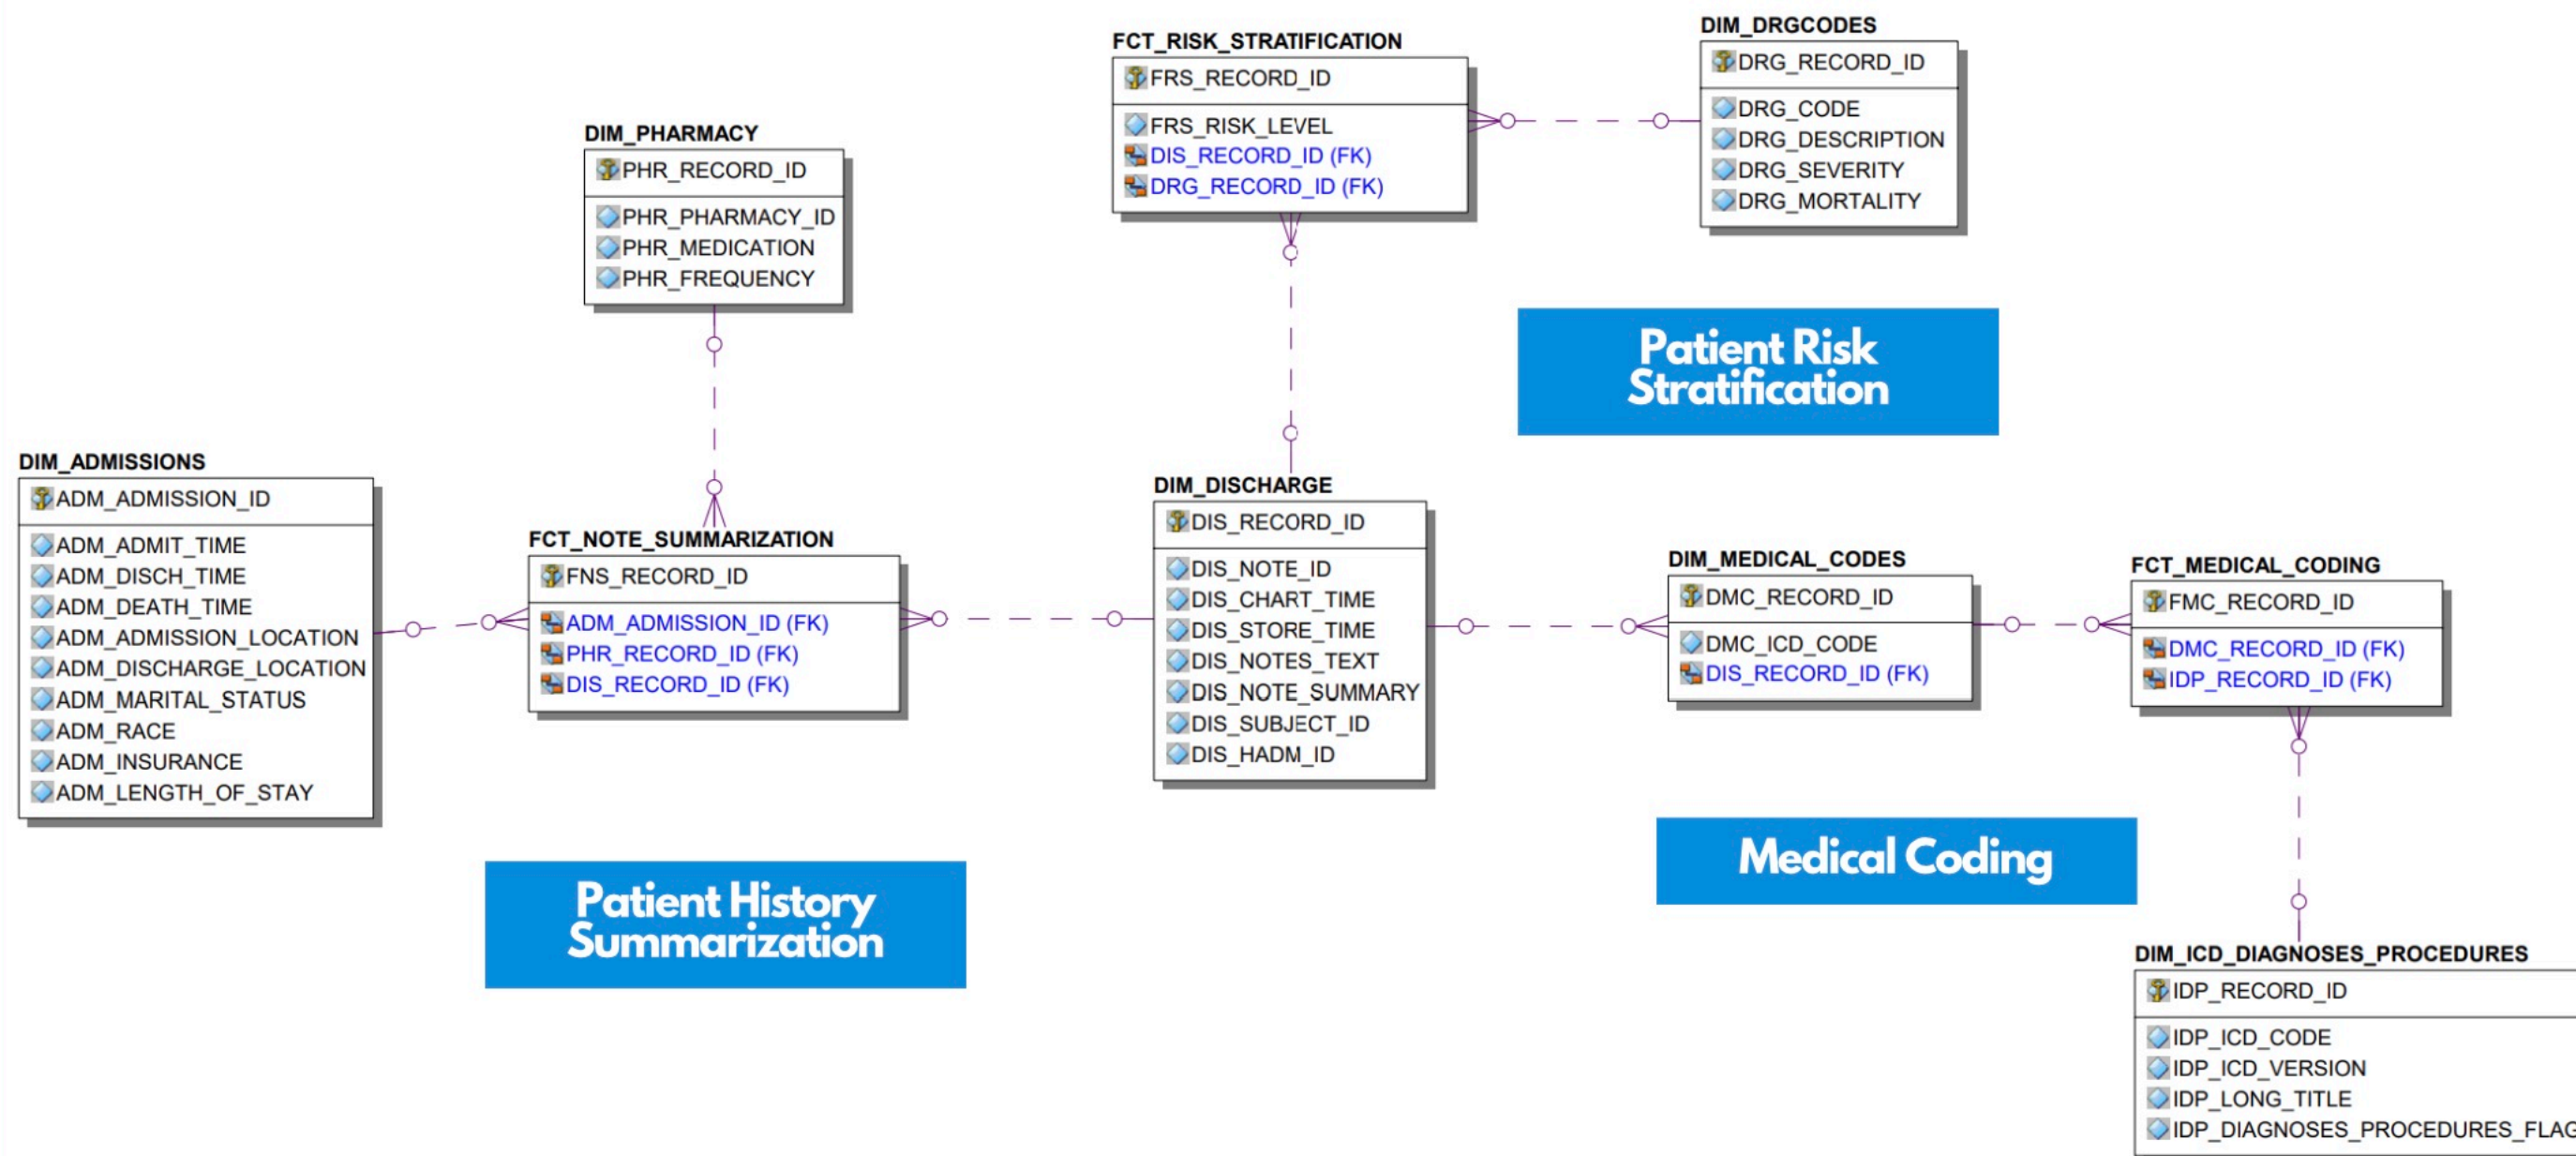 FCT_RISK_STRATIFICATION
FRS_RECORD_ID
FRS_RISK_LEVEL
DIS_RECORD_ID (FK)
DRG_RECORD_ID (FK)
DIM_DRGCODES
DRG_RECORD_ID
DRG_CODE
DRG_DESCRIPTION
DRG_SEVERITY
DRG_MORTALITY
DIM_PHARMACY
PHR_RECORD_ID
PHR_PHARMACY_ID
PHR_MEDICATION
PHR_FREQUENCY
Patient Risk
Stratification
DIM_ADMISSIONS
ADM_ADMISSION_ID
ADM_ADMIT_TIME
ADM_DISCH_TIME
ADM_DEATH_TIME
ADM_ADMISSION_LOCATION
ADM_DISCHARGE_LOCATION
ADM_MARITAL_STATUS
ADM_RACE
ADM_INSURANCE
ADM_LENGTH_OF_STAY
FCT_NOTE_SUMMARIZATION
FNS_RECORD_ID
ADM_ADMISSION_ID (FK)
PHR_RECORD_ID (FK)
DIS_RECORD_ID (FK)
DIM_DISCHARGE
DIS_RECORD_ID
DIS_NOTE_ID
DIS_CHART_TIME
DIS_STORE_TIME
DIS_NOTES_TEXT
DIS_NOTE_SUMMARY
DIS_SUBJECT_ID
DIS_HADM_ID
DIM_MEDICAL_CODES
DMC_RECORD_ID
DMC_ICD_CODE
DIS_RECORD_ID (FK)
FCT_MEDICAL_CODING
FMC_RECORD_ID
DMC_RECORD_ID (FK)
IDP_RECORD_ID (FK)
Patient History
Summarization
Medical Coding
DIM_ICD_DIAGNOSES_PROCEDURES
IDP_RECORD_ID
IDP_ICD_CODE
IDP_ICD_VERSION
IDP_LONG_TITLE
IDP_DIAGNOSES_PROCEDURES_FLAG